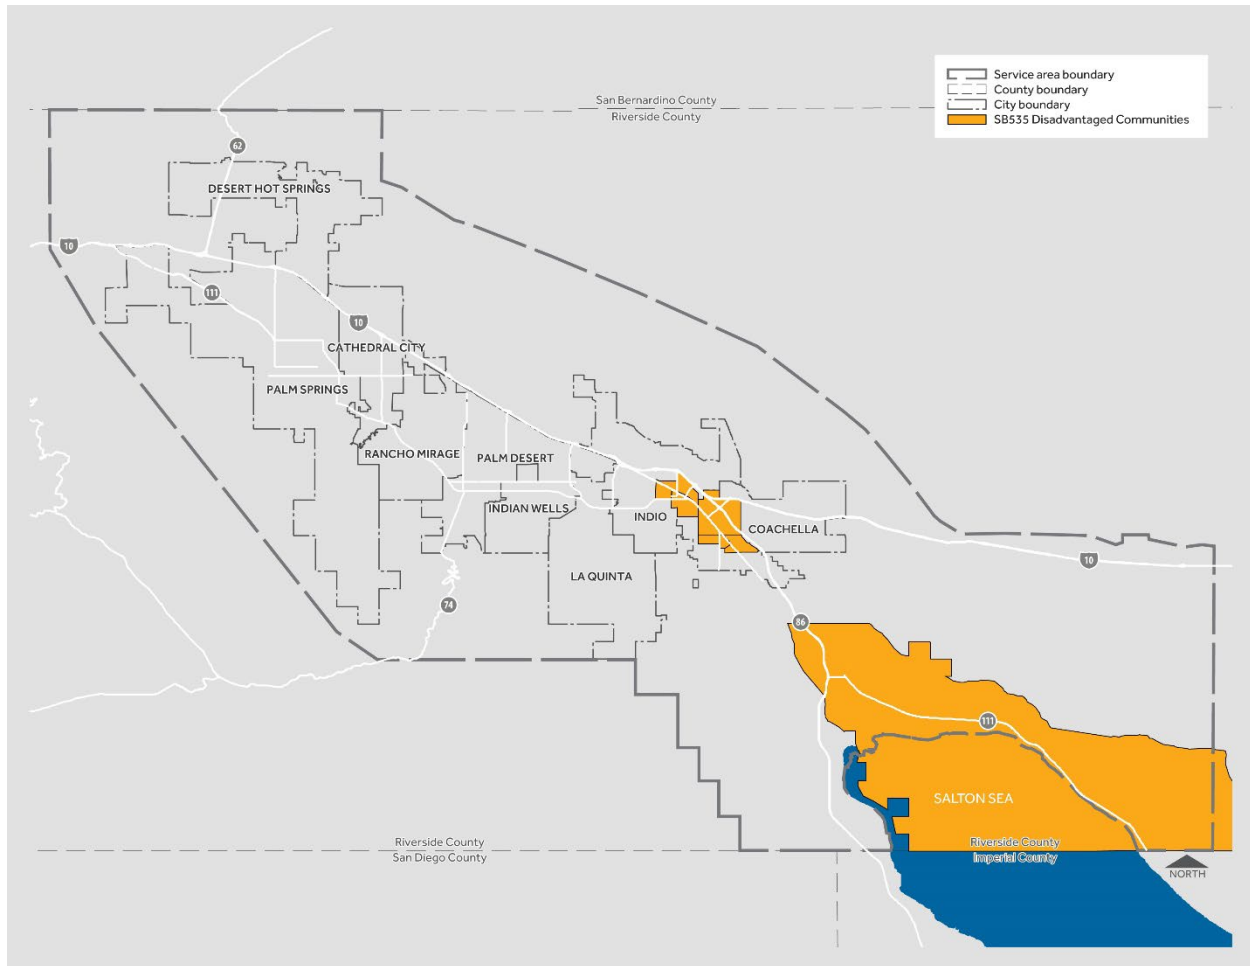 Service area boundary
County boundary
City boundary
SB535 Disadvantaged Communities
San Bernardino County
Riverside County
62
DESERT HOT SPRINGS
10
111
10
CATHEDRAL CITY
PALM SPRINGS
RANCHO MIRAGE
PALM DESERT
INDIAN WELLS
INDIO
COACHELLA
10
LA QUINTA
74
86
111
SALTON SEA
Riverside County
San Diego County
Riverside County
Imperial County
NORTH